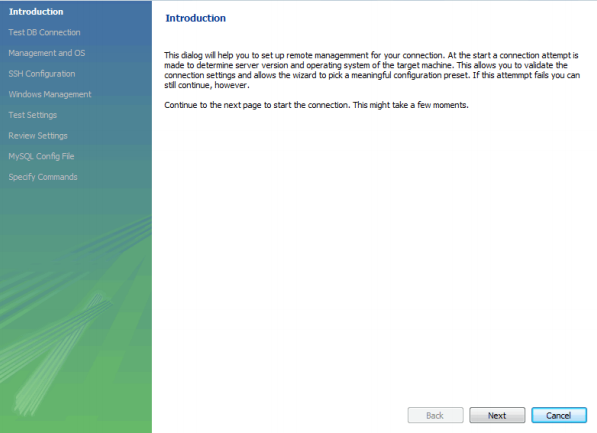 Introduction
Test DB Connection
Management and OS
SSH Configuration
Windows Management
Test Settings
Review Settings
MySQL Config File
Specify Commands
Introduction
This dialog will help you to set up remote managemment for your connection. At the start a connection attempt is
made to determine server version and operating system of the target machine. This allows you to validate the
connection settings and allows the wizard to pick a meaningful configuration preset. If this attemmpt fails you can
still continue, however.
Continue to the next page to start the connection. This might take a few moments.
Back Next Cancel